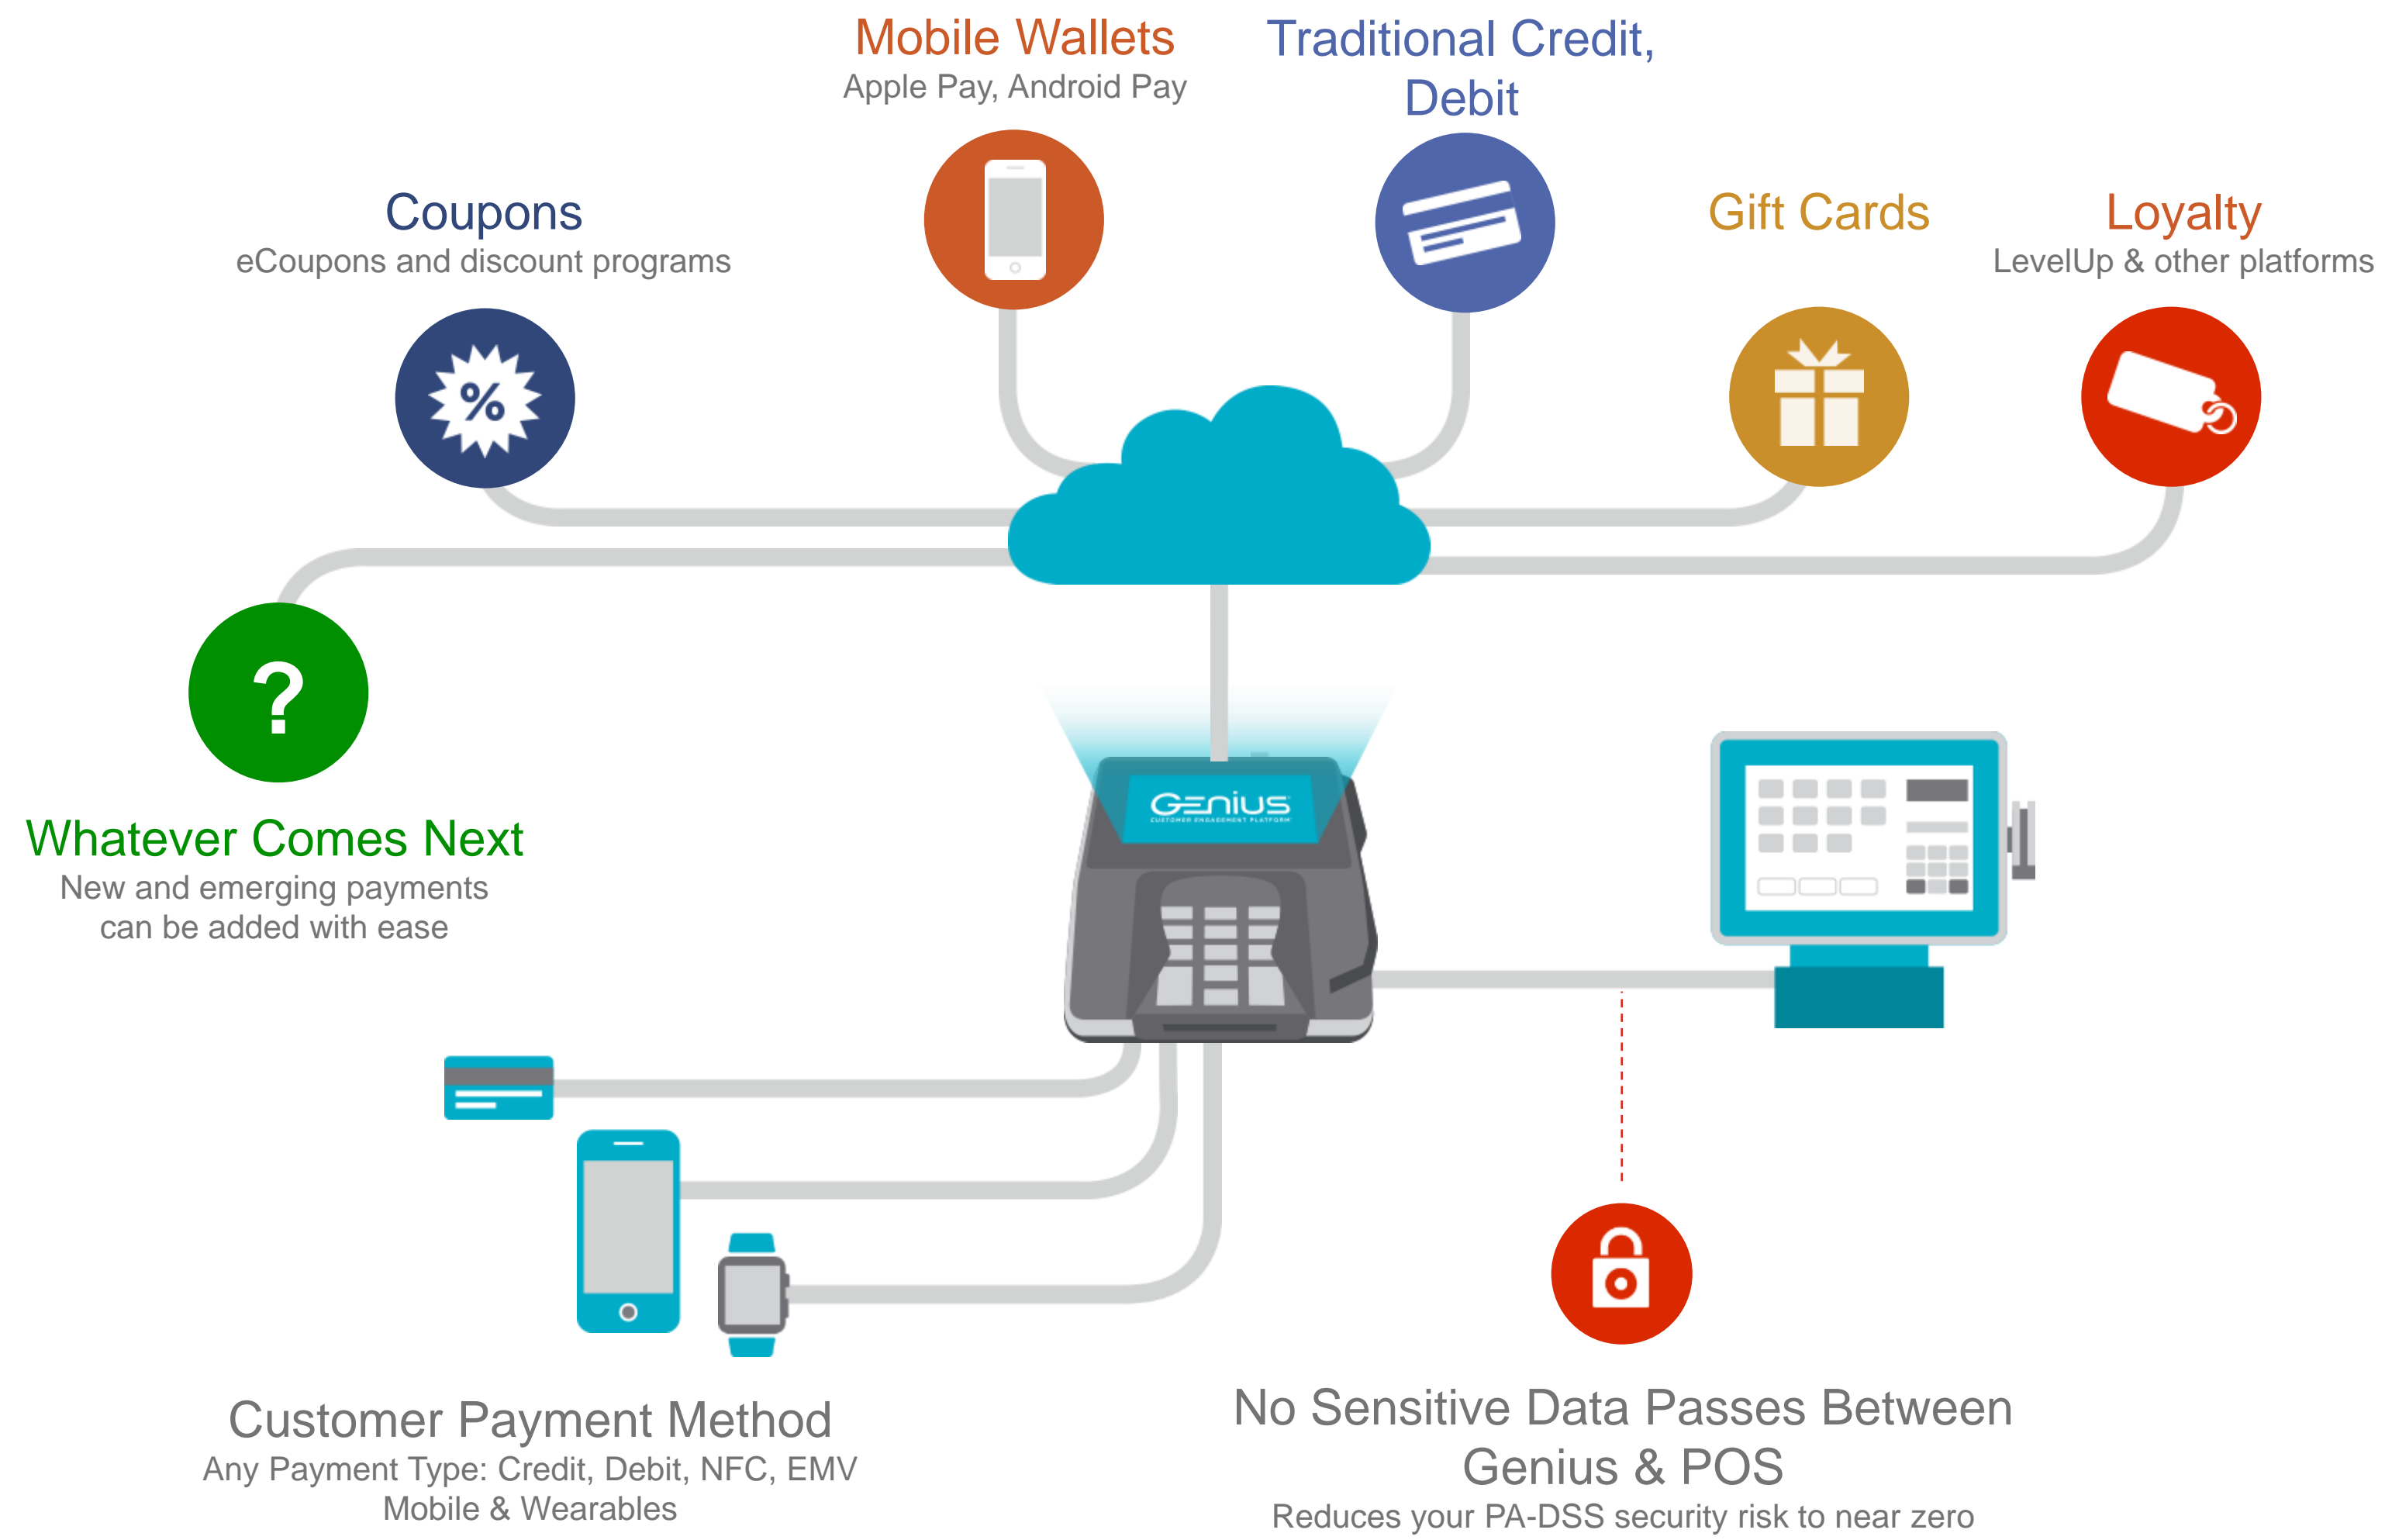 Mobile Wallets
Apple Pay, Android Pay
Traditional Credit,
Debit
Coupons
eCoupons and discount programs
Gift Cards
Loyalty
LevelUp & other platforms
%
?
Whatever Comes Next
New and emerging payments
can be added with ease
Genius
CUSTOMER ENGAGEMENT PLATFORM
Customer Payment Method
Any Payment Type: Credit, Debit, NFC, EMV
Mobile & Wearables
No Sensitive Data Passes Between
Genius & POS
Reduces your PA-DSS security risk to near zero